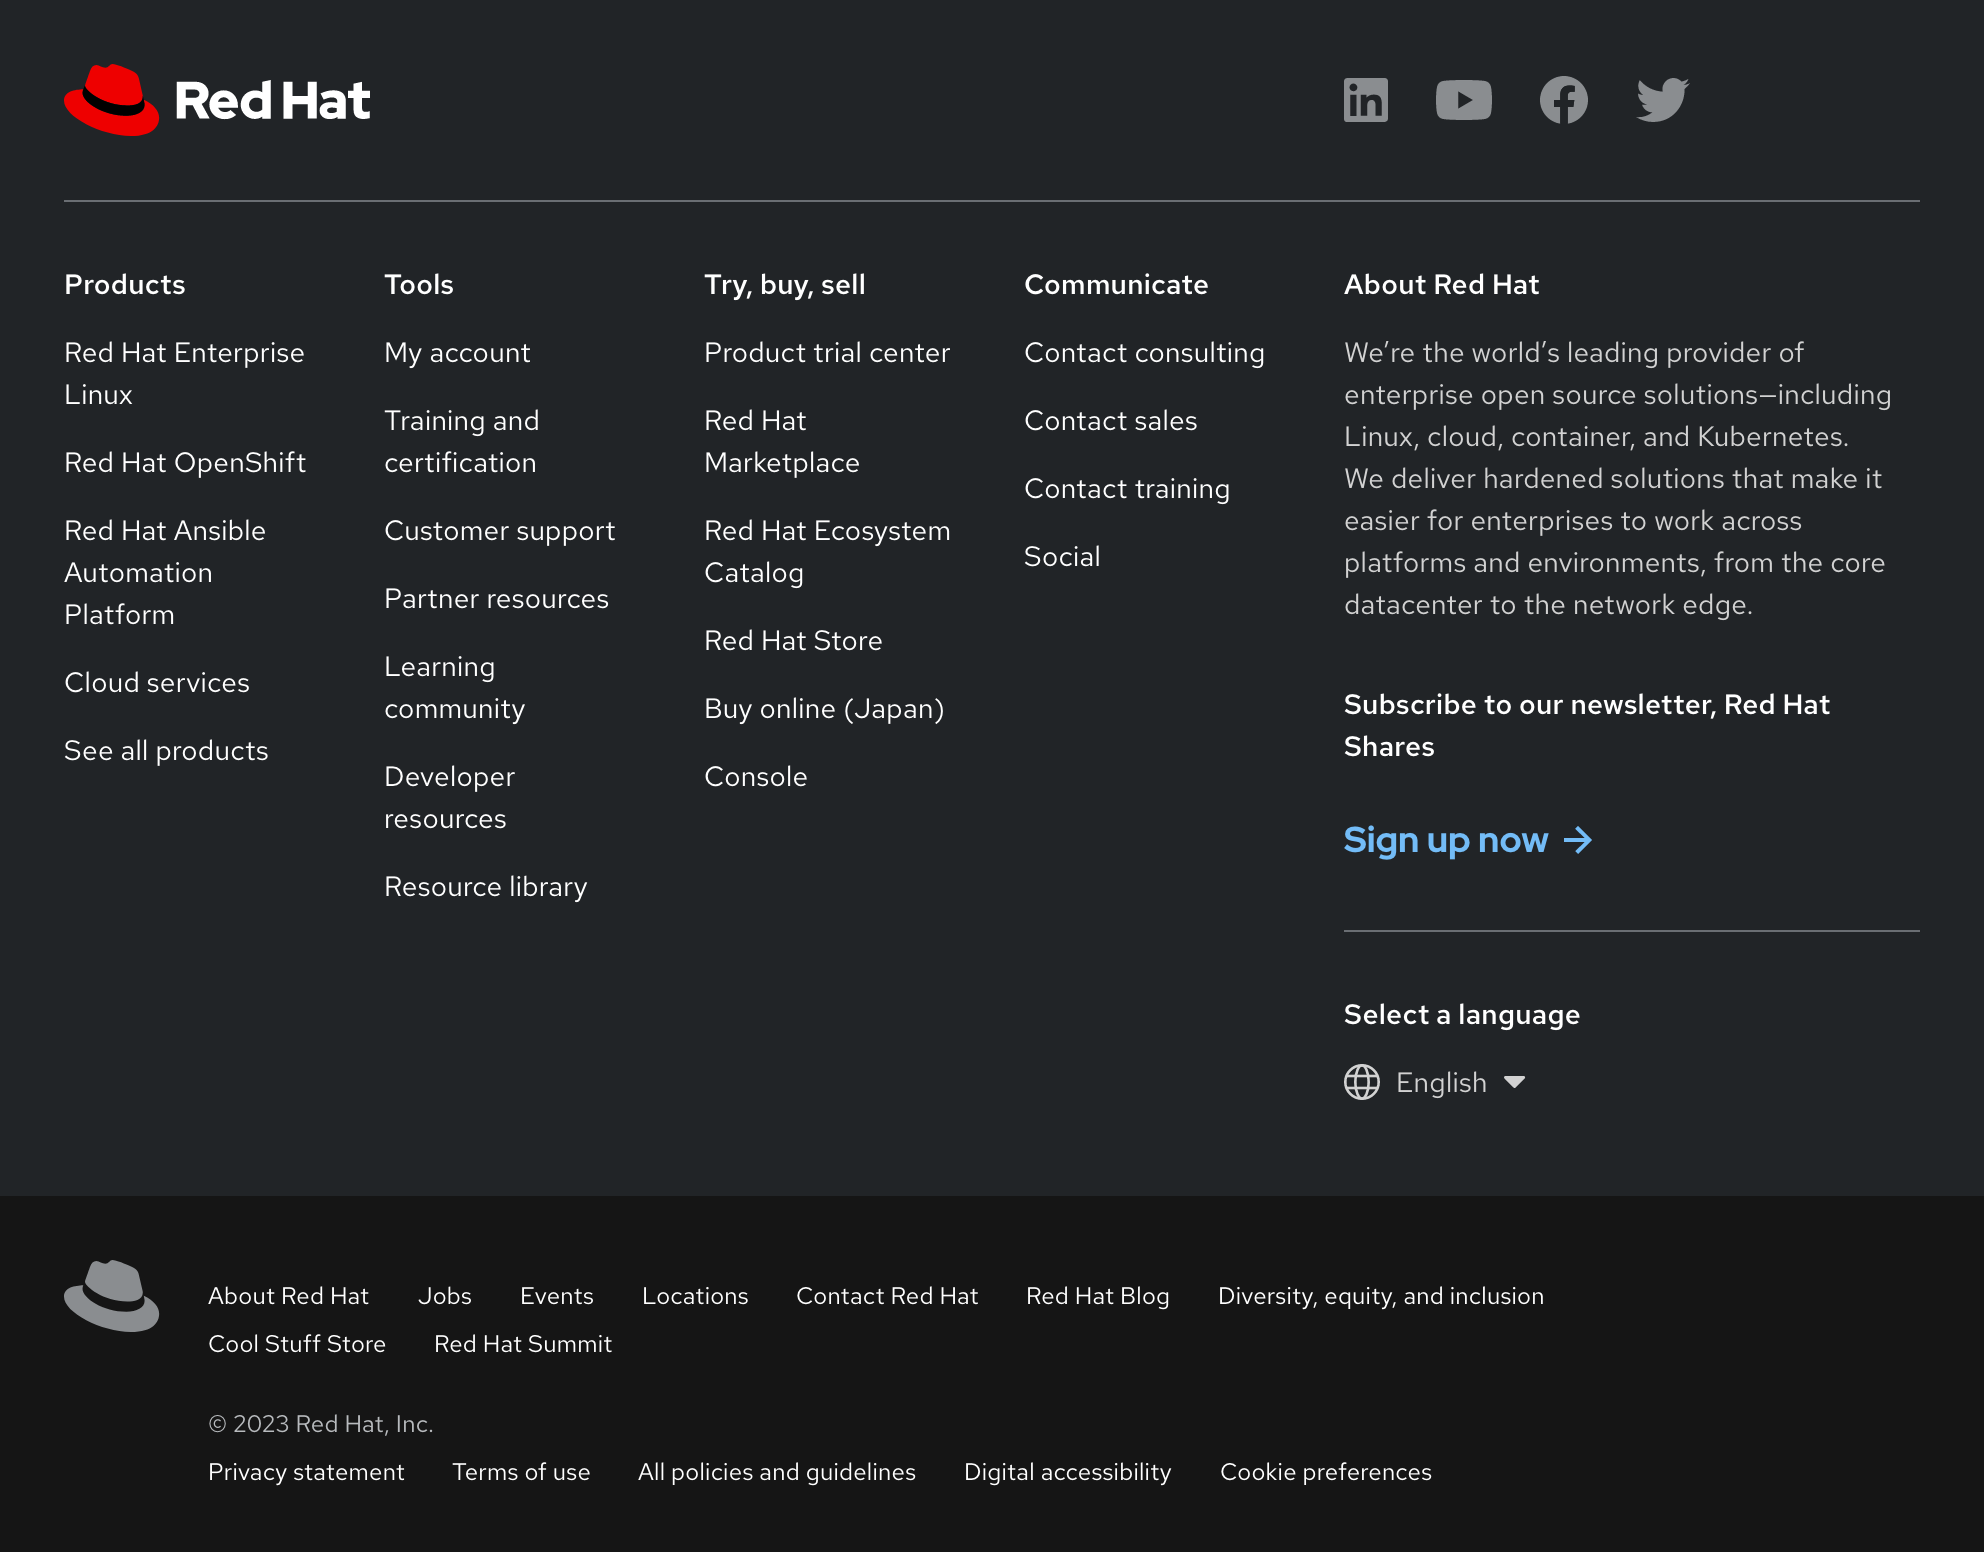 Red Hat
in
Products
Red Hat Enterprise
Linux
Red Hat OpenShift
Red Hat Ansible
Automation
Platform
Cloud services
See all products
Tools
My account
Training and
certification
Customer support
Partner resources
Learning
community
Developer
resources
Resource library
Try, buy, sell
Product trial center
Red Hat
Marketplace
Red Hat Ecosystem
Catalog
Red Hat Store
Buy online (Japan)
Console
Communicate
Contact consulting
Contact sales
Contact training
Social
About Red Hat
We’re the world’s leading provider of
enterprise open source solutions—including
Linux, cloud, container, and Kubernetes.
We deliver hardened solutions that make it
easier for enterprises to work across
platforms and environments, from the core
datacenter to the network edge.
Subscribe to our newsletter, Red Hat
Shares
Sign up now
Select a language
English
About Red Hat Jobs Events Locations Contact Red Hat Red Hat Blog Diversity, equity, and inclusion
Cool Stuff Store Red Hat Summit
© 2023 Red Hat, Inc.
Privacy statement Terms of use All policies and guidelines Digital accessibility Cookie preferences